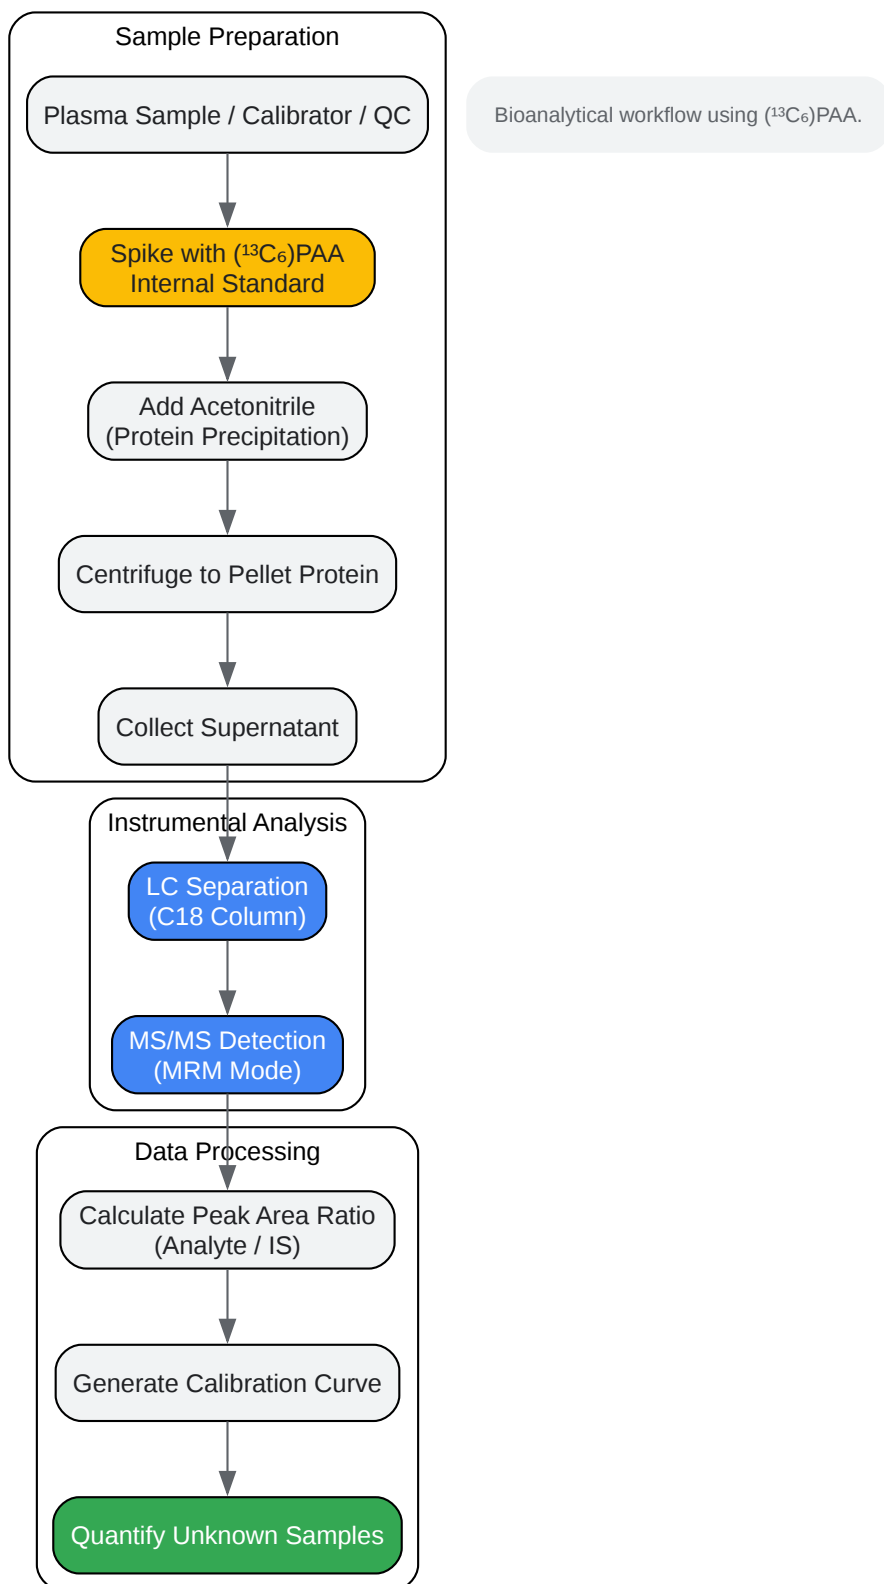 Sample Preparation
Plasma Sample / Calibrator / QC
Bioanalytical workflow using (¹³C₆)PAA.
Spike with (¹³C₆)PAA
Internal Standard
Add Acetonitrile
(Protein Precipitation)
Centrifuge to Pellet Protein
Collect Supernatant
Instrumental Analysis
LC Separation
(C18 Column)
MS/MS Detection
(MRM Mode)
Data Processing
Calculate Peak Area Ratio
(Analyte / IS)
Generate Calibration Curve
Quantify Unknown Samples